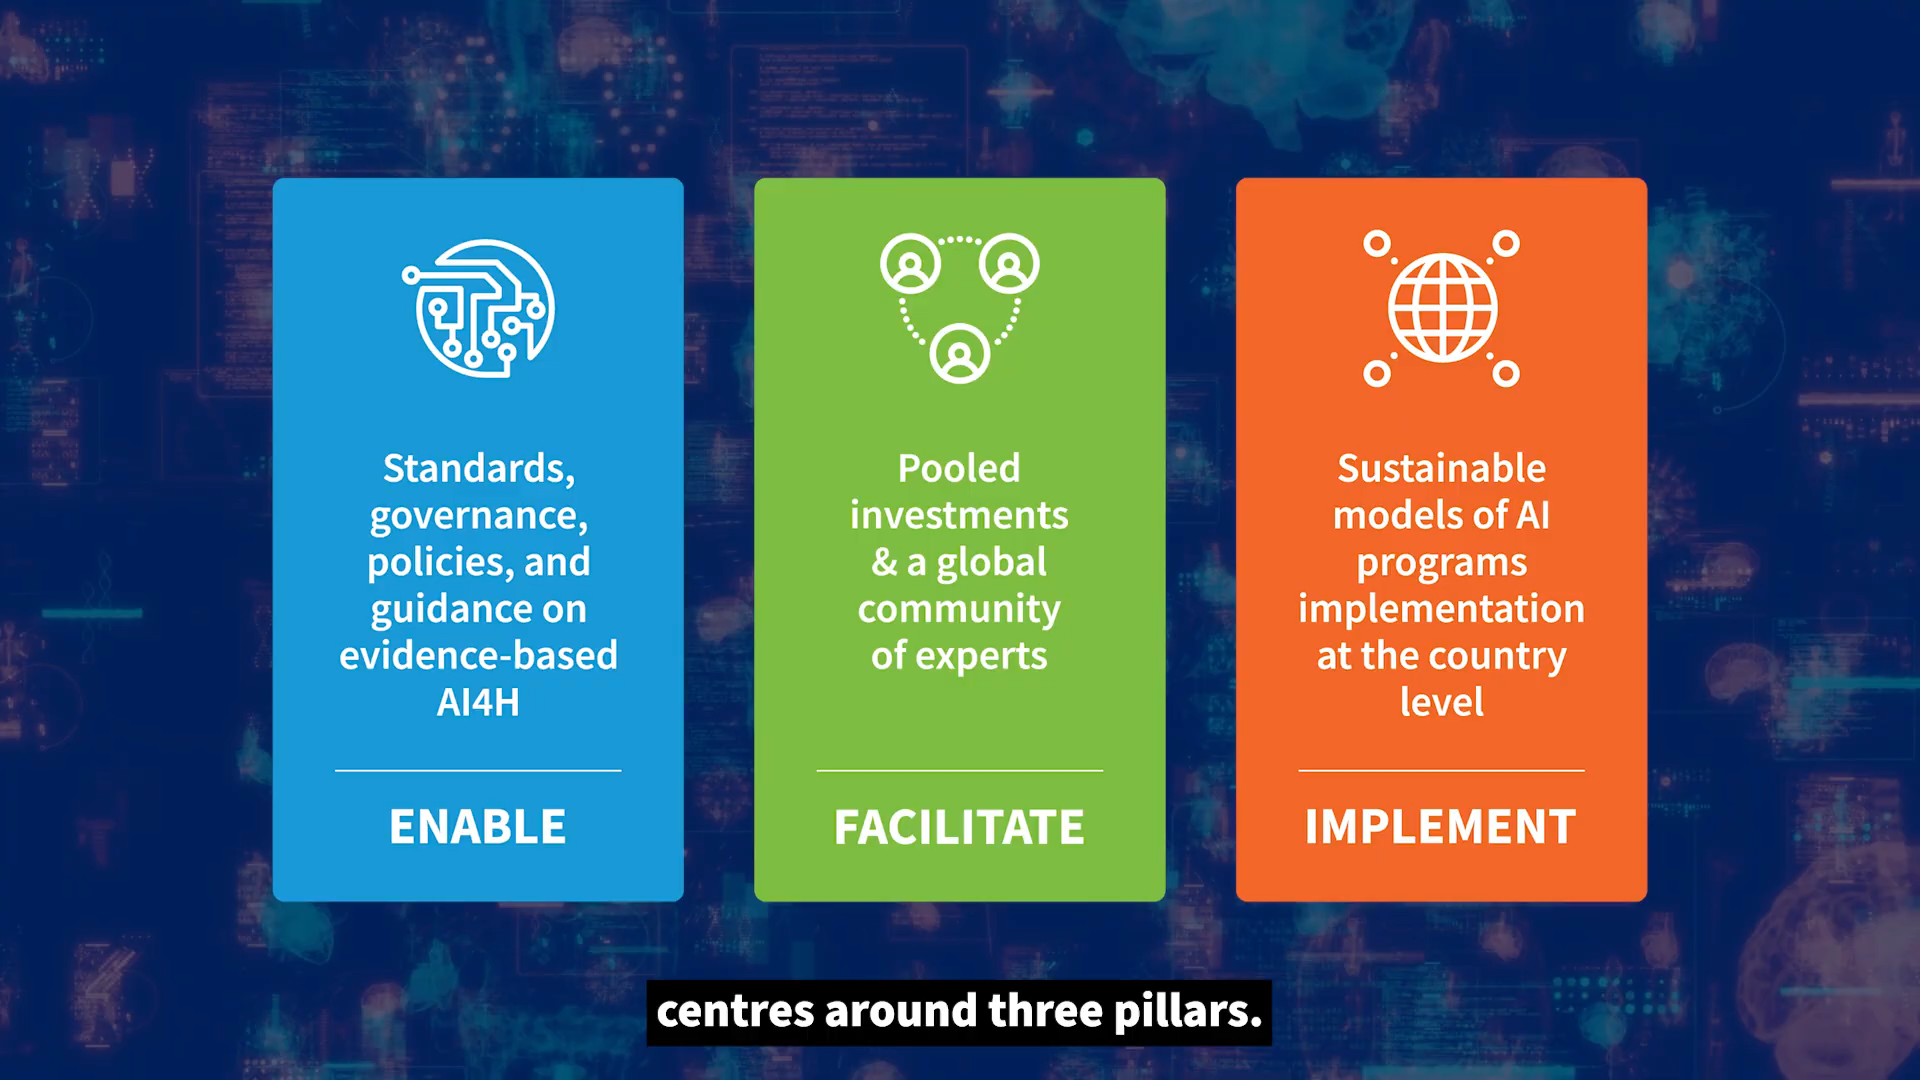 Standards,
governance,
policies, and
guidance on
evidence-based
AI4H
ENABLE
Pooled
investments
& a global
community
of experts
FACILITATE
Sustainable
models of AI
programs
implementation
at the country
level
IMPLEMENT
centres around three pillars.